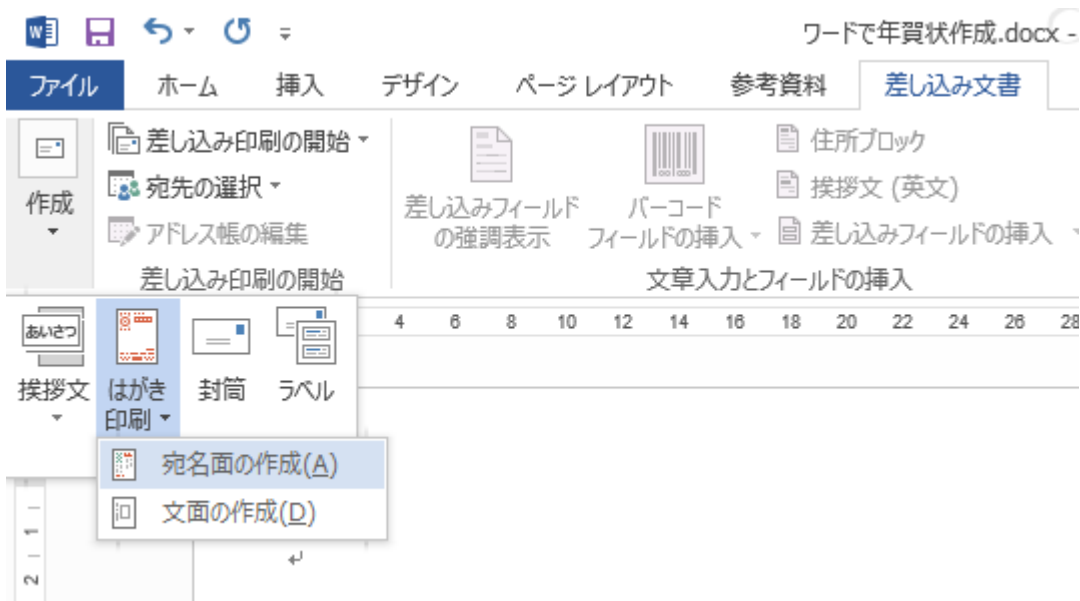 ワードで年賀状作成.docx -
ファイル ホーム 挿入 デザイン ページ レイアウト 参考資料 差し込み文書
作成
差し込み印刷の開始
宛先の選択
アドレス帳の編集
差し込み印刷の開始
差し込みフィールド
の強調表示
バーコード
フィールドの挿入
住所ブロック
挨拶文 (英文)
差し込みフィールドの挿入
文章入力とフィールドの挿入
4 6 8 10 12 14 16 18 20 22 24 26 28
あいさつ
挨拶文
はがき
印刷
封筒
ラベル
宛名面の作成(A)
文面の作成(D)
1
2